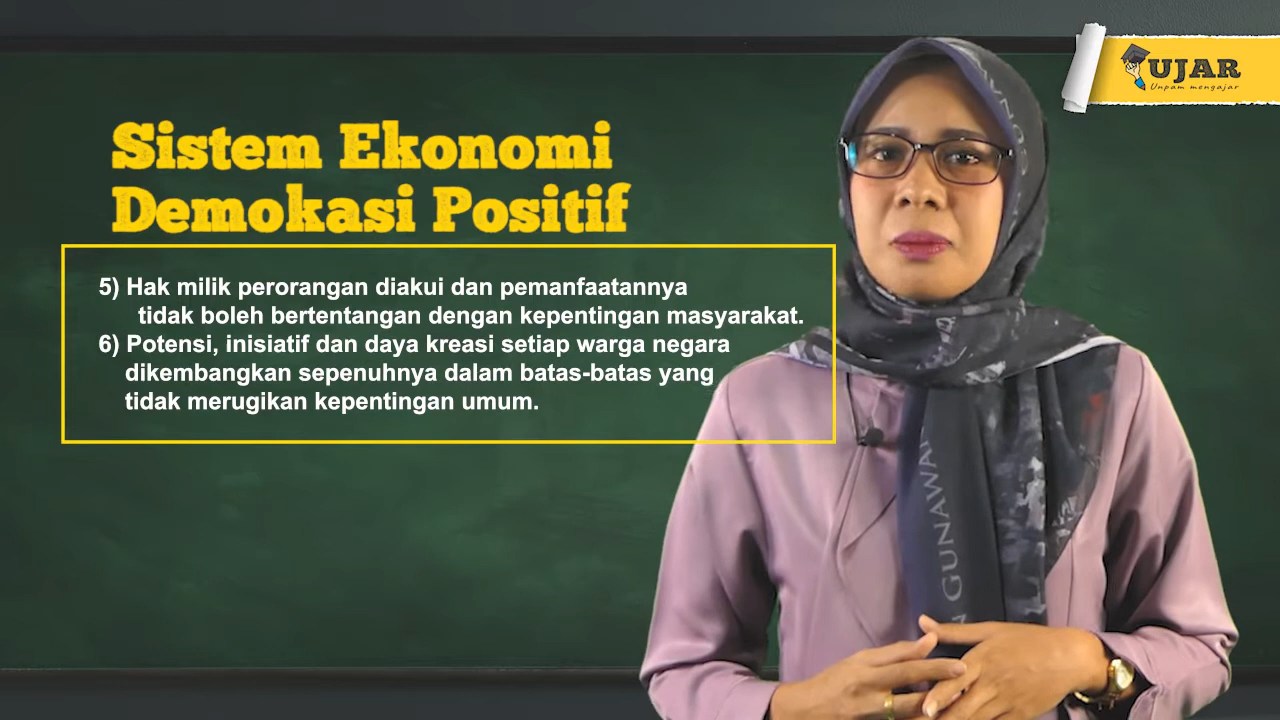 UJAR
Unpam mengajar
Sistem Ekonomi
Demokasi Positif
5) Hak milik perorangan diakui dan pemanfaatannya
tidak boleh bertentangan dengan kepentingan masyarakat.
6) Potensi, inisiatif dan daya kreasi setiap warga negara
dikembangkan sepenuhnya dalam batas-batas yang
tidak merugikan kepentingan umum.
GUNAWAN